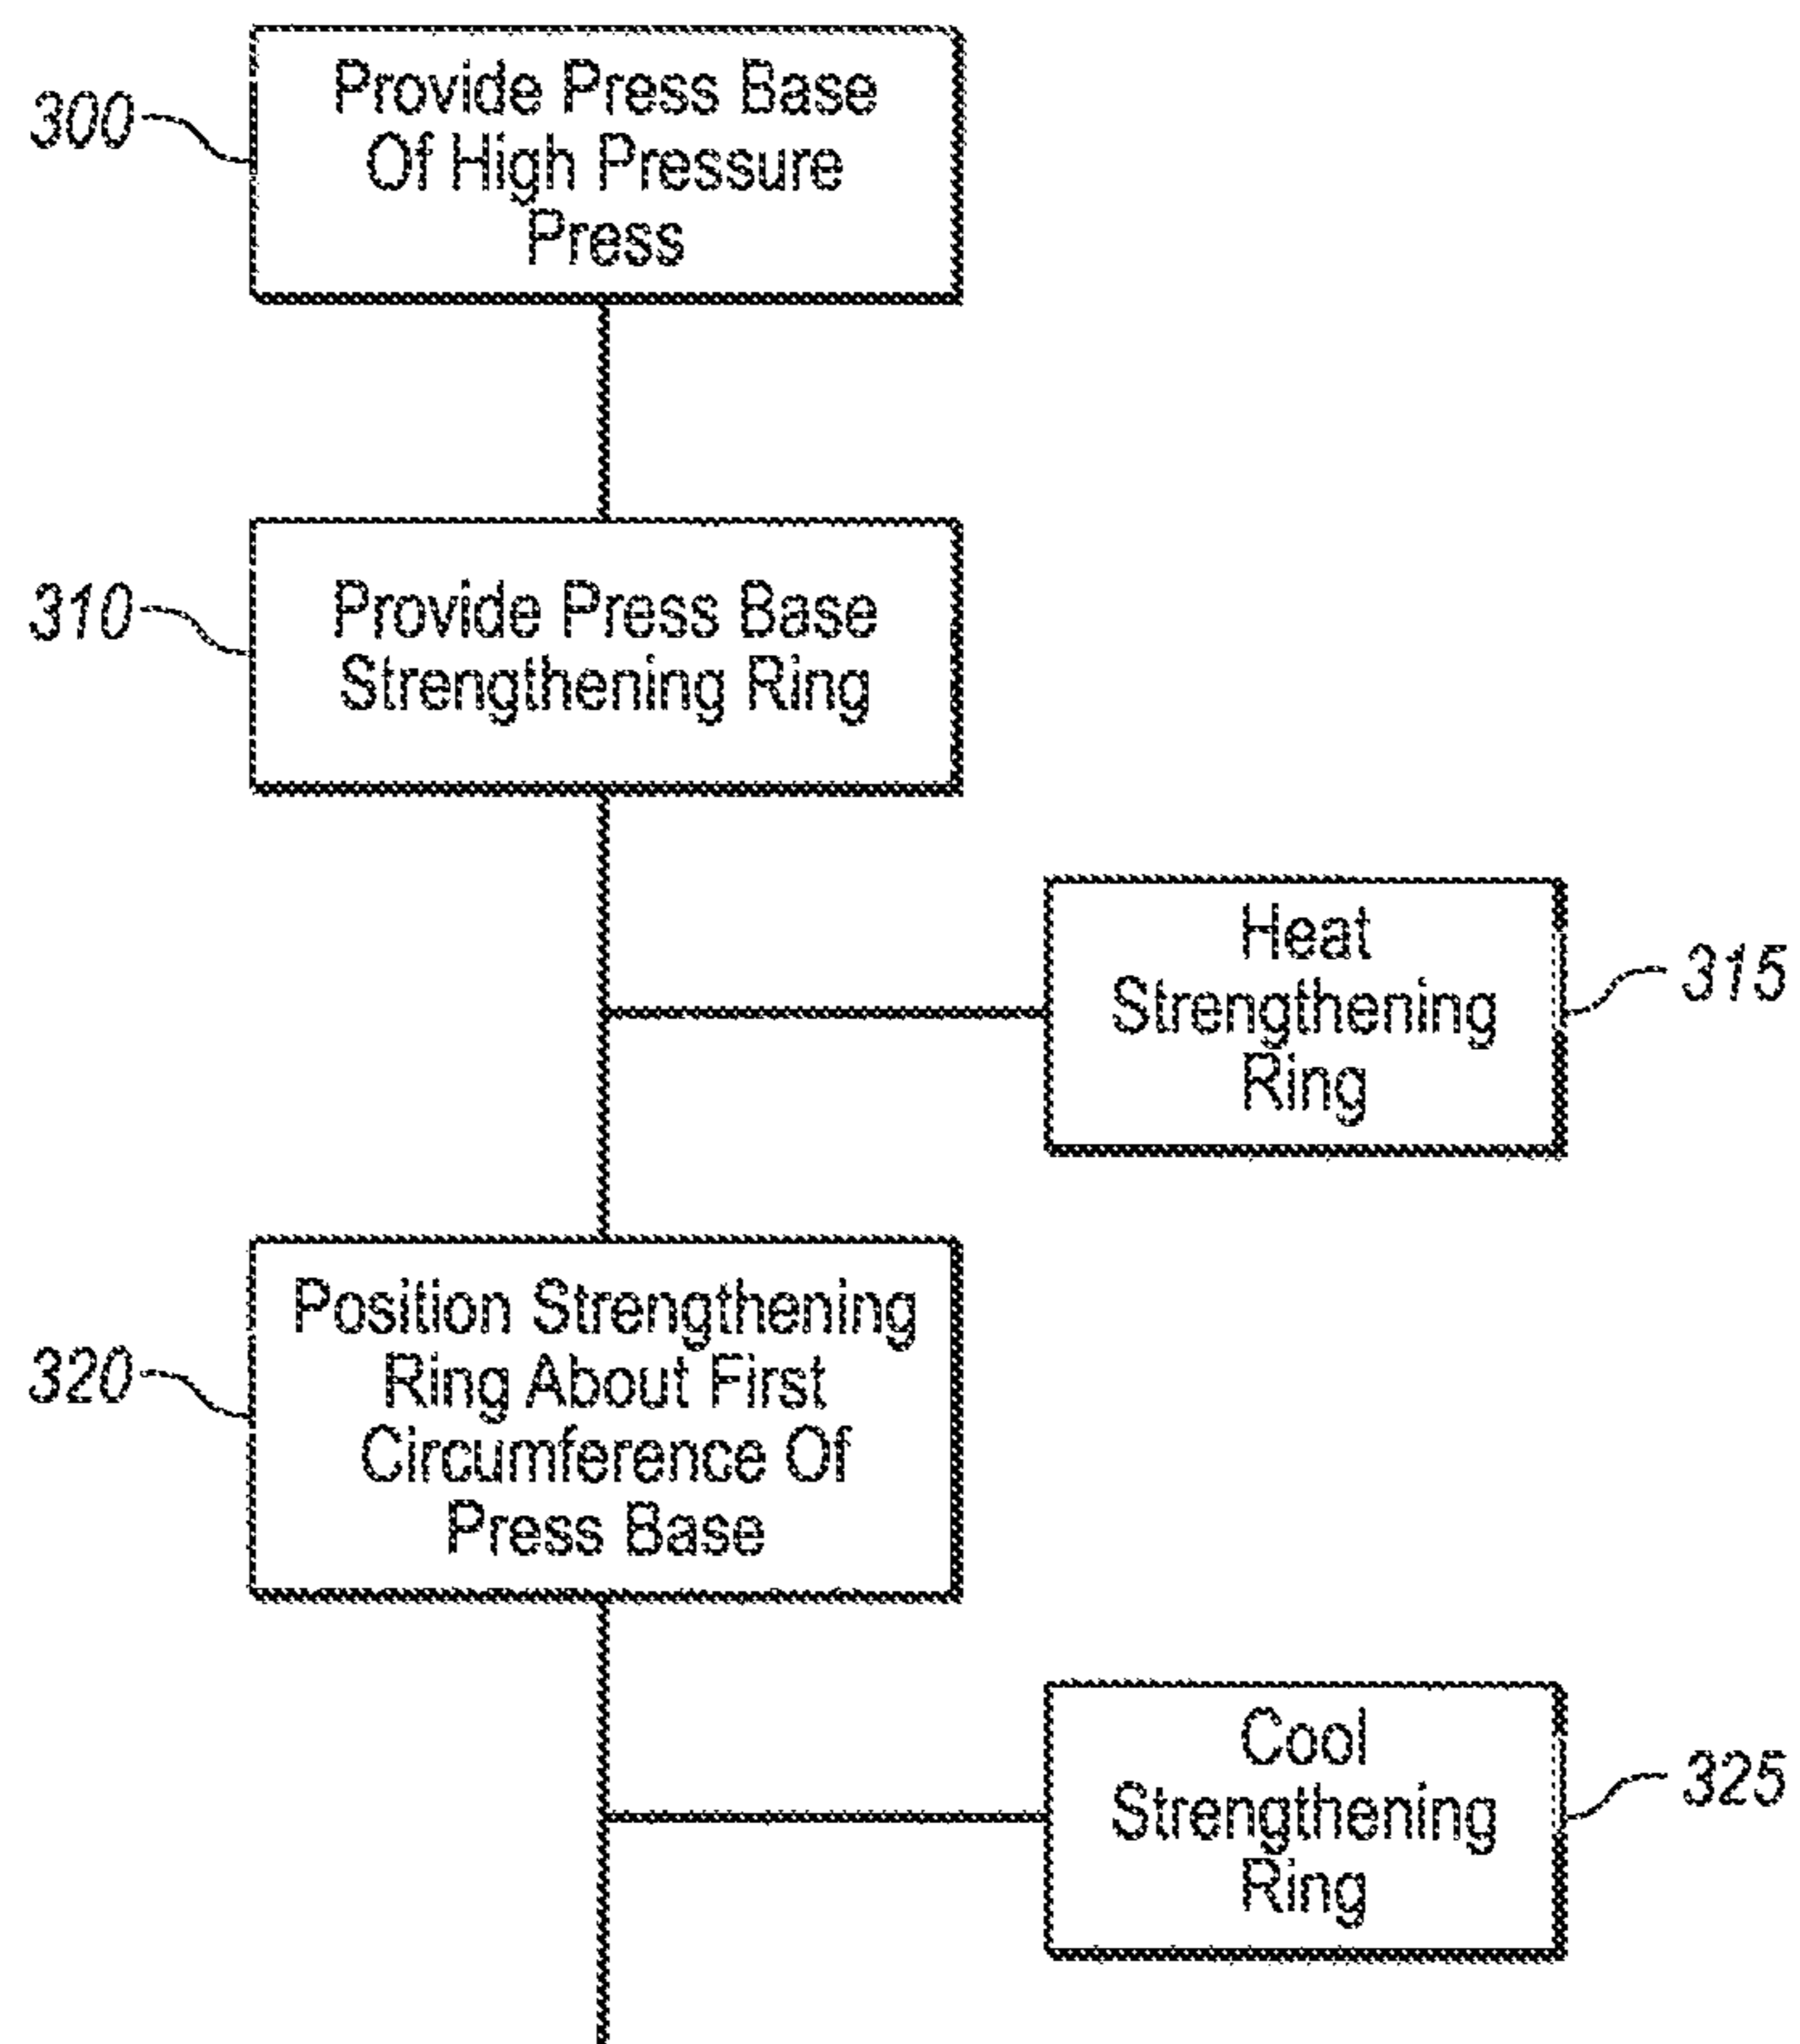 300
Provide Press Base
Of High Pressure
Press
310
Provide Press Base
Strengthening Ring
Heat
Strengthening
Ring
315
320
Position Strengthening
Ring About First
Circumference Of
Press Base
Cool
Strengthening
Ring
325